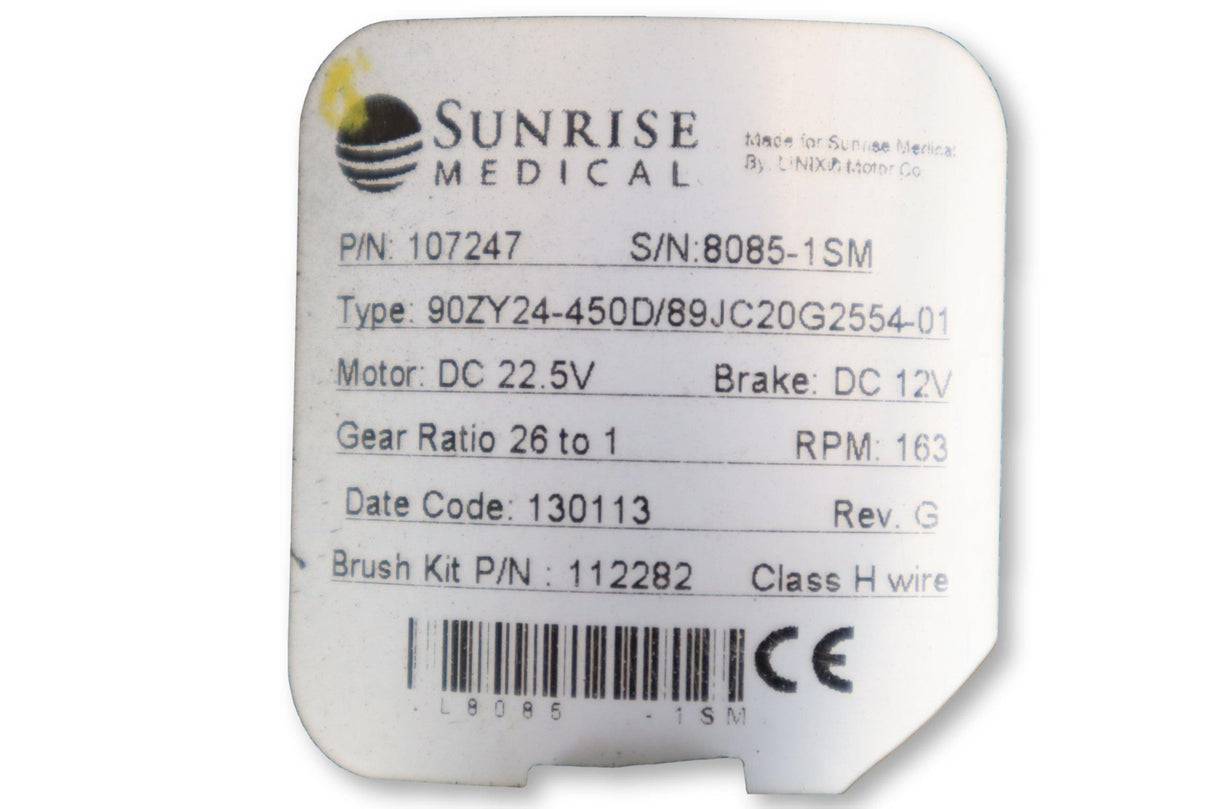 SUNRISE
MEDICAL
Made for Sunrise Medical
By. Motor Co
P/N: 107247 S/N:8085-1SM
Type: 90ZY24-450D/89JC20G2554-01
Motor: DC 22.5V Brake: DC 12V
Gear Ratio 26 to 1 RPM: 163
Date Code: 130113 Rev. G
Brush Kit P/N : 112282 Class H wire
CE
L8085 -1SM